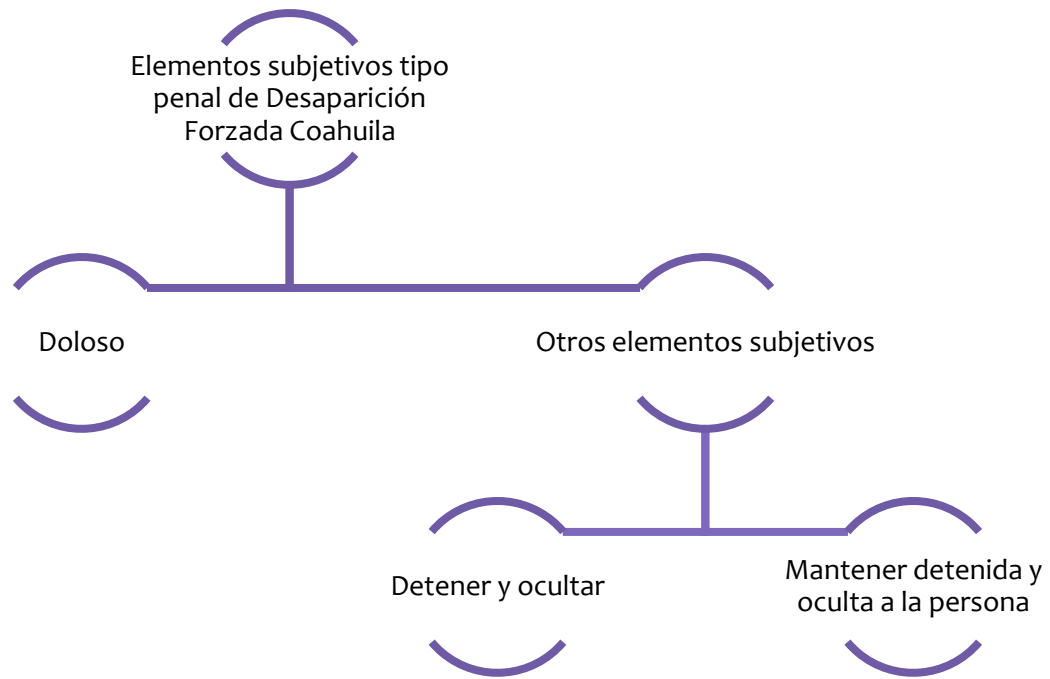 Elementos subjetivos tipo
penal de Desaparición
Forzada Coahuila
Doloso
Otros elementos subjetivos
Detener y ocultar
Mantener detenida y
oculta a la persona